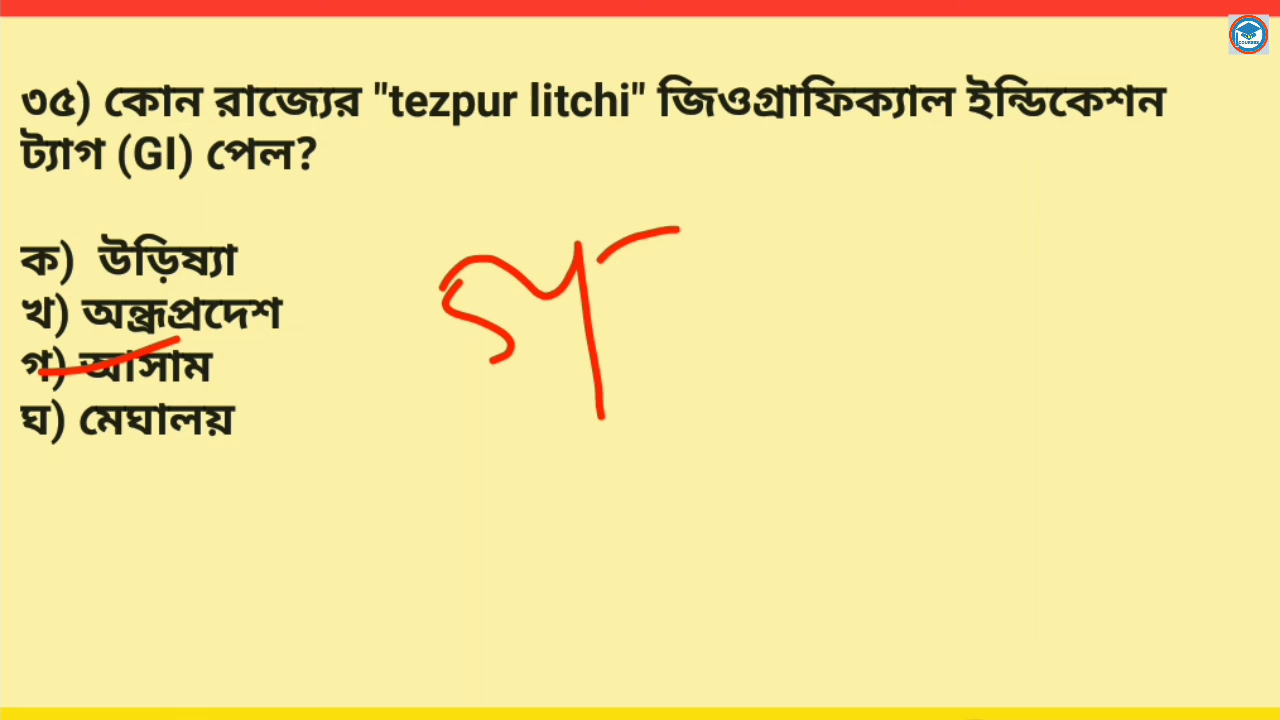 ৩৫) কোন রাজ্যের "tezpur litchi" জিওগ্রাফিক্যাল ইন্ডিকেশন
ট্যাগ (GI) পেল?
ক) উড়িষ্যা
খ) অন্ধ্রপ্রদেশ
গ) আসাম
ঘ) মেঘালয়